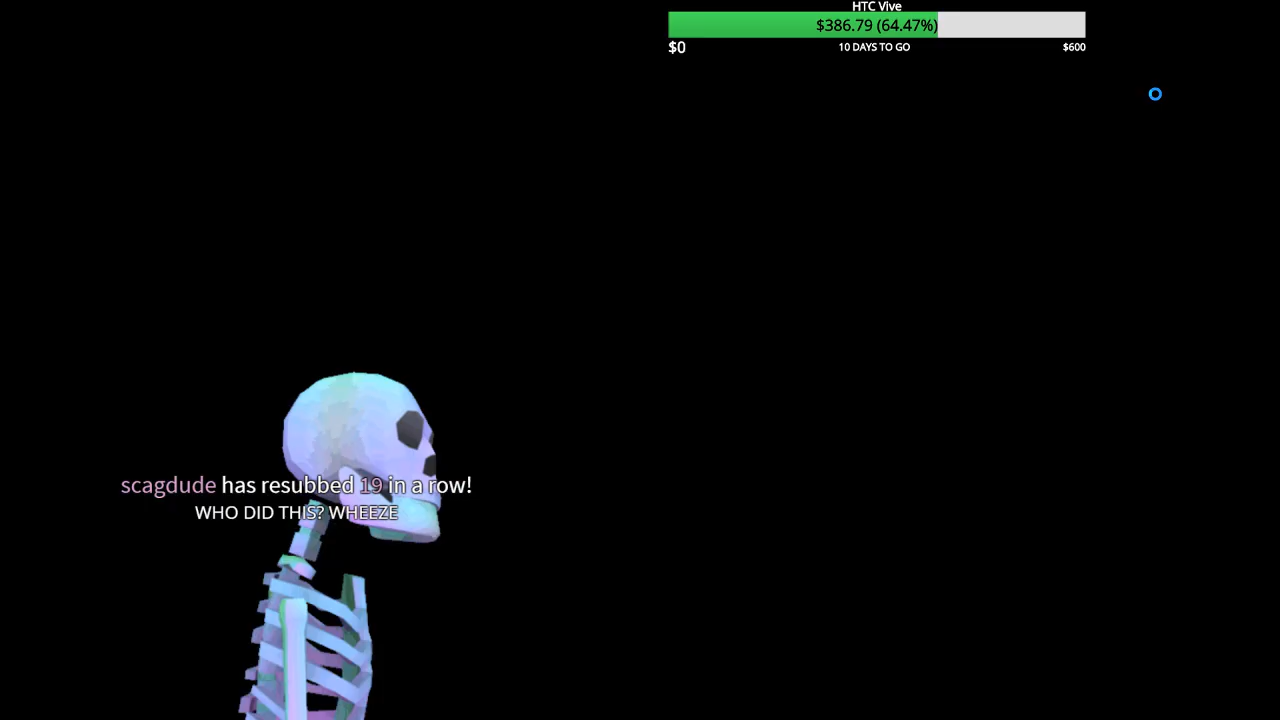 HTC Vive
$386.79 (64.47%)
$0
10 DAYS TO GO
$600
scagdude has resubbed 19 in a row!
WHO DID THIS? WHEEZE